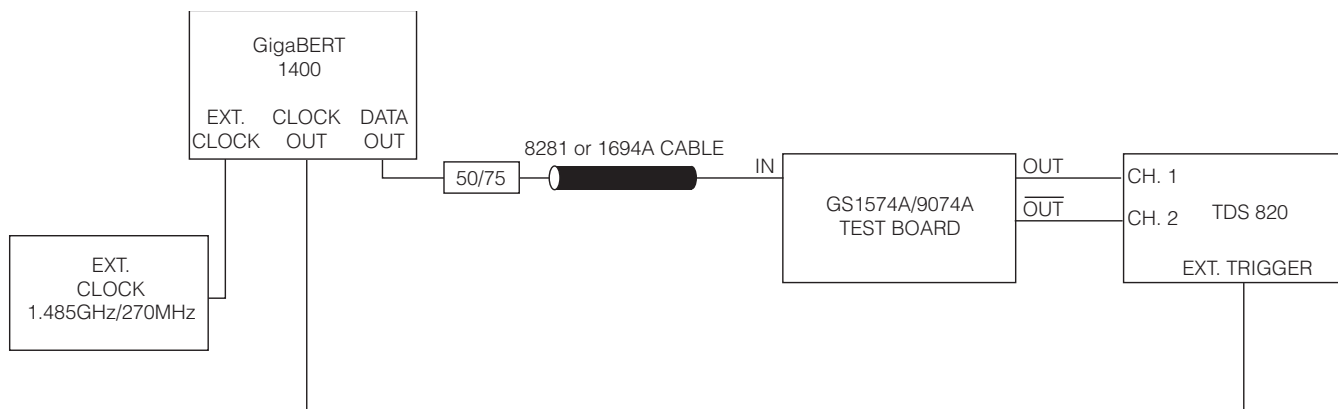 GigaBERT
1400
EXT.
CLOCK
CLOCK
OUT
DATA
OUT
8281 or 1694A CABLE
50/75
IN
GS1574A/9074A
TEST BOARD
OUT
OUT
CH. 1
CH. 2
TDS 820
EXT. TRIGGER
EXT.
CLOCK
1.485GHz/270MHz